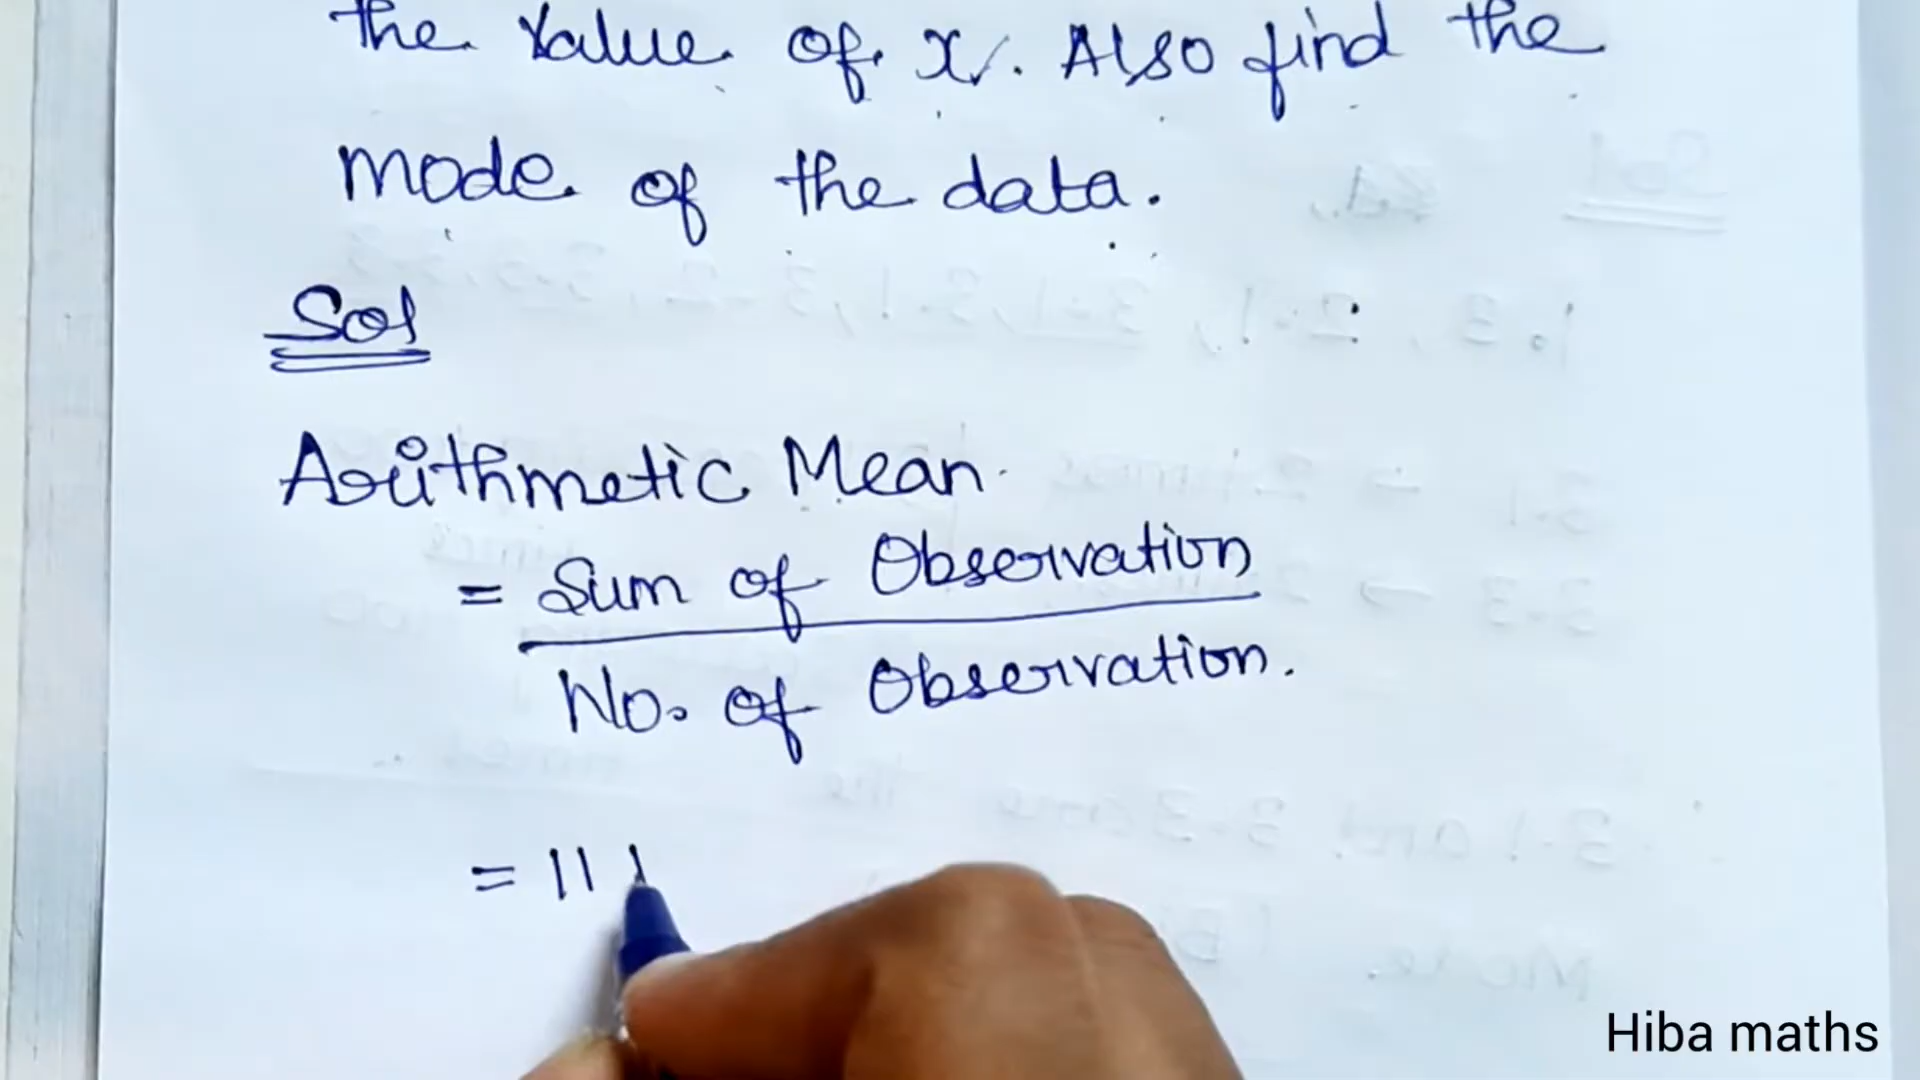 the value of x. Also find the
mode of the data.
Sol
Arithmetic Mean
= Sum of Observation
No. of Observation.
= 11
Hiba maths